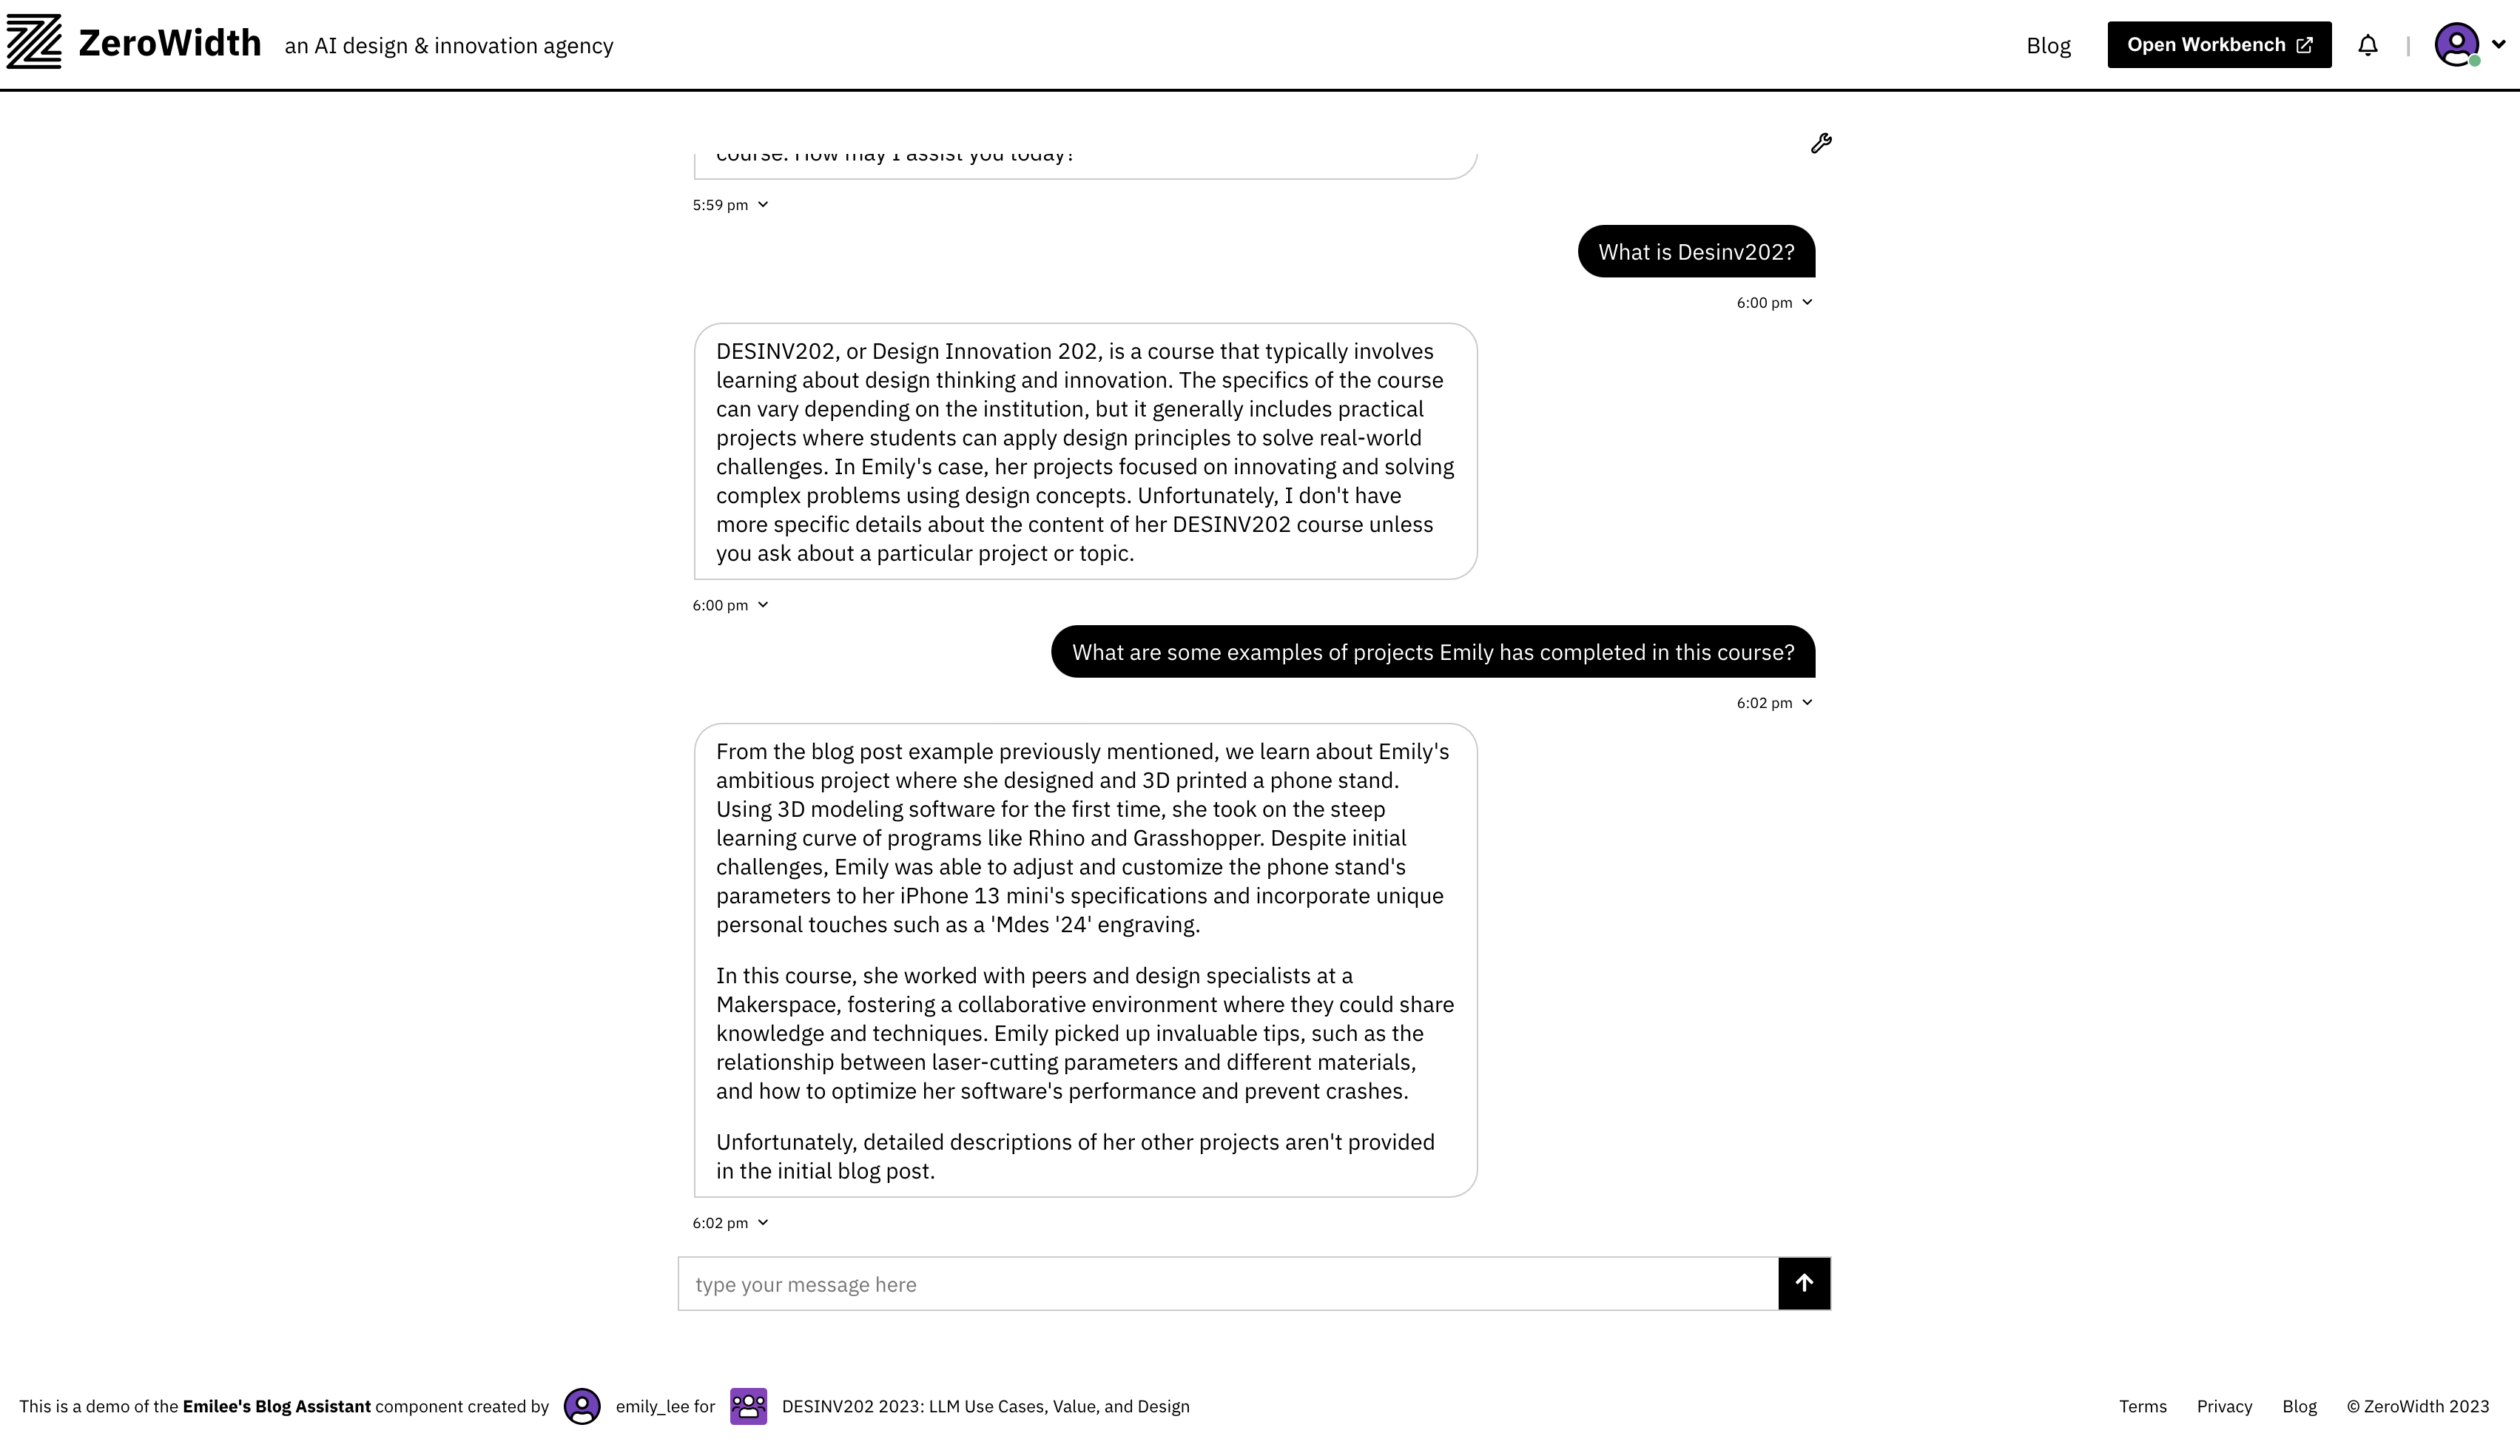 ZeroWidth an AI design & innovation agency
Blog Open Workbench
course. How may I assist you today?
5:59 pm
What is Desinv202?
6:00 pm
DESINV202, or Design Innovation 202, is a course that typically involves
learning about design thinking and innovation. The specifics of the course
can vary depending on the institution, but it generally includes practical
projects where students can apply design principles to solve real-world
challenges. In Emily's case, her projects focused on innovating and solving
complex problems using design concepts. Unfortunately, I don't have
more specific details about the content of her DESINV202 course unless
you ask about a particular project or topic.
6:00 pm
What are some examples of projects Emily has completed in this course?
6:02 pm
From the blog post example previously mentioned, we learn about Emily's
ambitious project where she designed and 3D printed a phone stand.
Using 3D modeling software for the first time, she took on the steep
learning curve of programs like Rhino and Grasshopper. Despite initial
challenges, Emily was able to adjust and customize the phone stand's
parameters to her iPhone 13 mini's specifications and incorporate unique
personal touches such as a 'Mdes '24' engraving.
In this course, she worked with peers and design specialists at a
Makerspace, fostering a collaborative environment where they could share
knowledge and techniques. Emily picked up invaluable tips, such as the
relationship between laser-cutting parameters and different materials,
and how to optimize her software's performance and prevent crashes.
Unfortunately, detailed descriptions of her other projects aren't provided
in the initial blog post.
6:02 pm
type your message here
This is a demo of the Emilee's Blog Assistant component created by emily_lee for DESINV202 2023: LLM Use Cases, Value, and Design
Terms Privacy Blog © ZeroWidth 2023